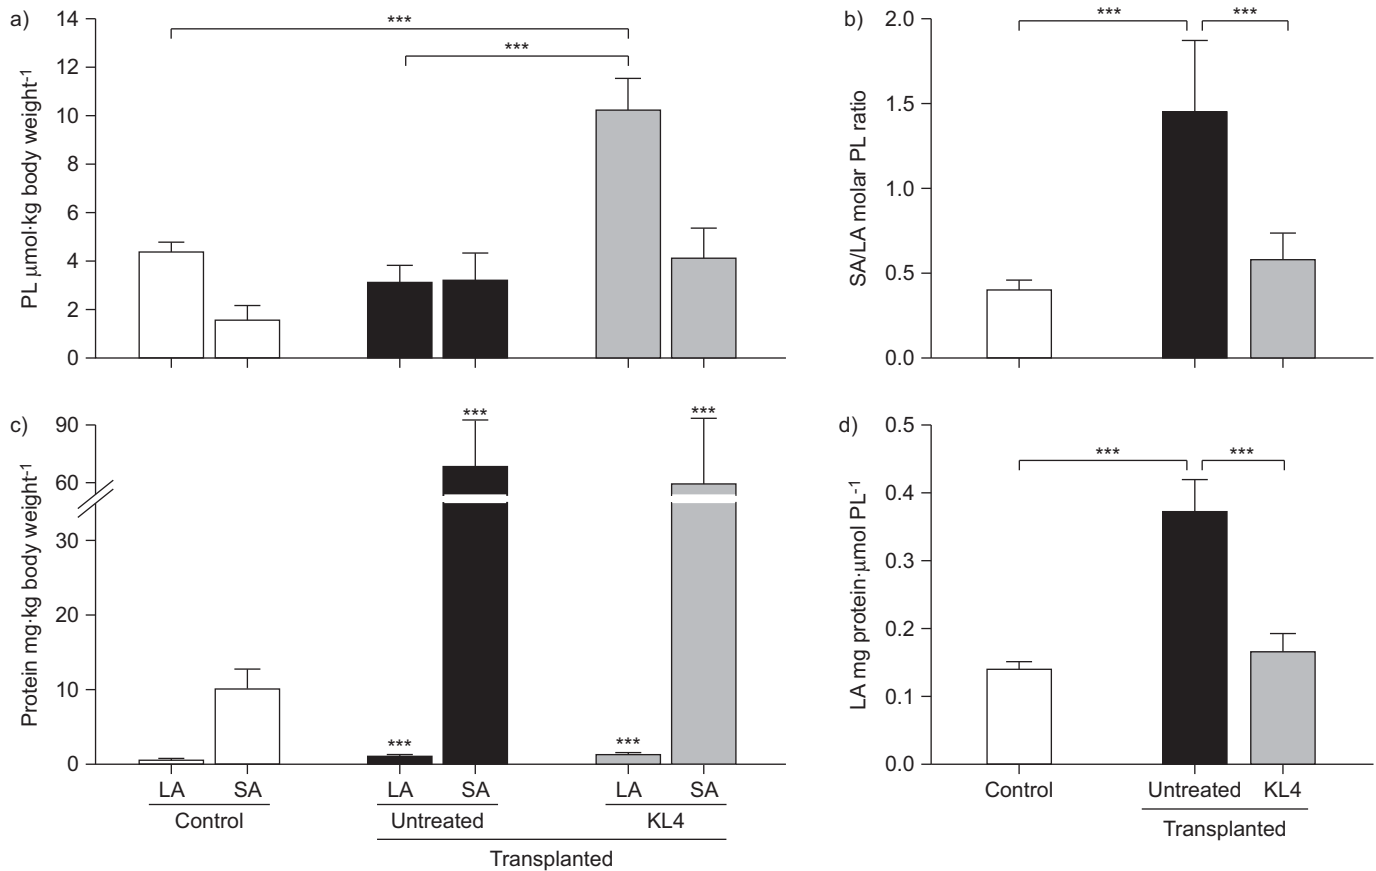 a)
PL μmol·kg body weight-1
14
12
10
8
6
4
2
0
***
***
b)
SA/LA molar PL ratio
2.0
1.5
1.0
0.5
0.0
***
***
c)
Protein mg·kg body weight-1
90
60
30
20
10
0
***
***
***
***
LA SA LA SA LA SA
Control Untreated KL4
Transplanted
d)
LA mg protein·μmol PL-1
0.5
0.4
0.3
0.2
0.1
0.0
***
***
Control Untreated KL4
Transplanted